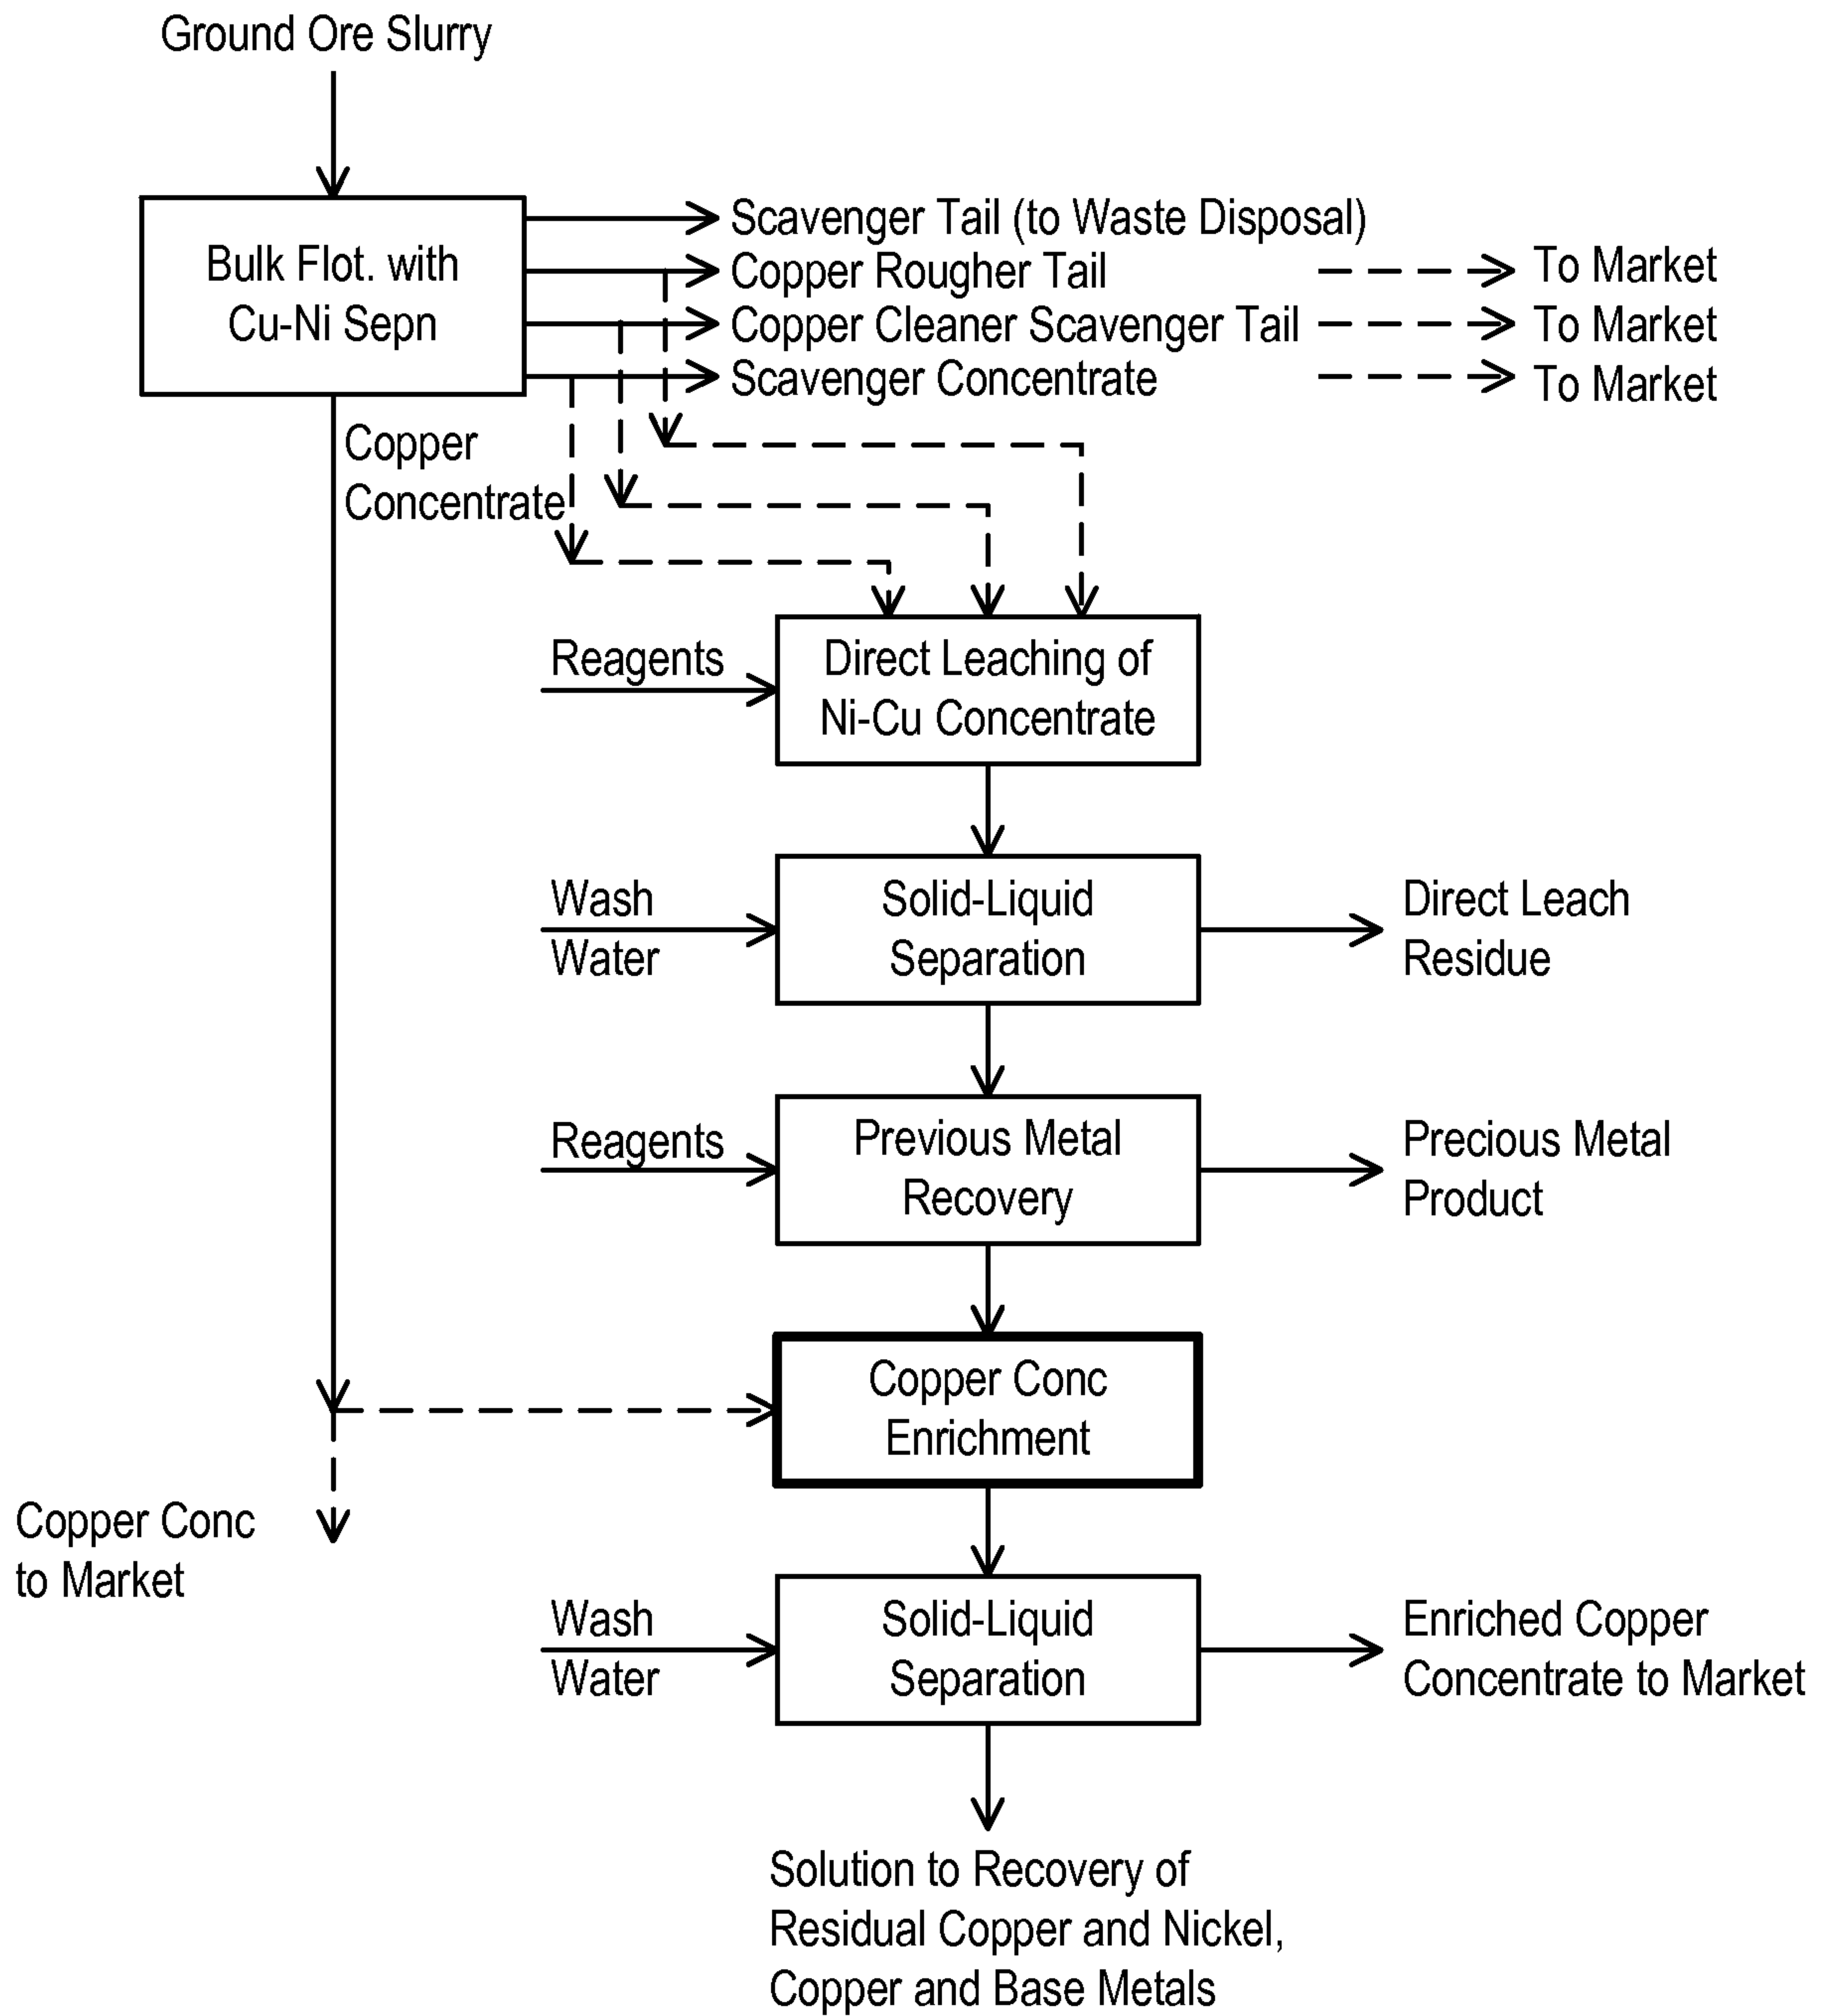 Ground Ore Slurry
Bulk Flot. with
Cu-Ni Sepn
Scavenger Tail (to Waste Disposal)
Copper Rougher Tail
To Market
Copper Cleaner Scavenger Tail
To Market
Scavenger Concentrate
To Market
Copper
Concentrate
Reagents
Direct Leaching of
Ni-Cu Concentrate
Wash
Water
Solid-Liquid
Separation
Direct Leach
Residue
Reagents
Previous Metal
Recovery
Precious Metal
Product
Copper Conc
Enrichment
Copper Conc
to Market
Wash
Water
Solid-Liquid
Separation
Enriched Copper
Concentrate to Market
Solution to Recovery of
Residual Copper and Nickel,
Copper and Base Metals